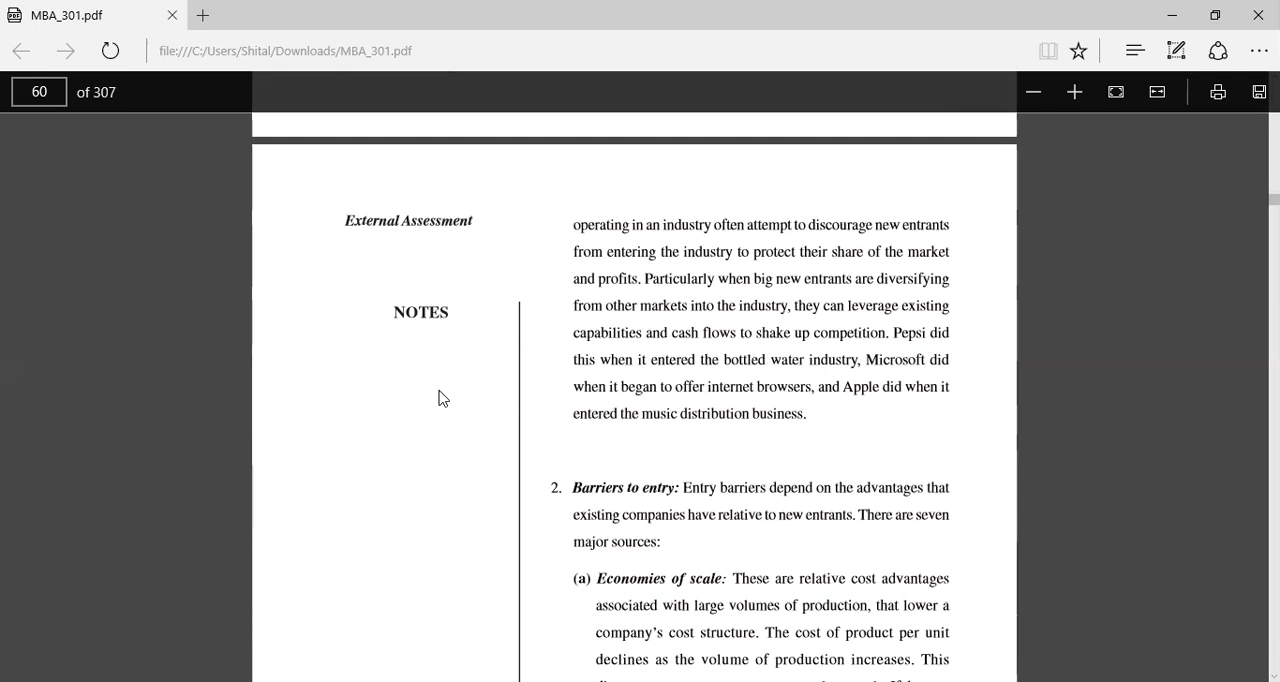 MBA_301.pdf
file:///C:/Users/Shital/Downloads/MBA_301.pdf
60 of 307
External Assessment
NOTES
operating in an industry often attempt to discourage new entrants
from entering the industry to protect their share of the market
and profits. Particularly when big new entrants are diversifying
from other markets into the industry, they can leverage existing
capabilities and cash flows to shake up competition. Pepsi did
this when it entered the bottled water industry, Microsoft did
when it began to offer internet browsers, and Apple did when it
entered the music distribution business.
2. Barriers to entry: Entry barriers depend on the advantages that
existing companies have relative to new entrants. There are seven
major sources:
(a) Economies of scale: These are relative cost advantages
associated with large volumes of production, that lower a
company's cost structure. The cost of product per unit
declines as the volume of production increases. This